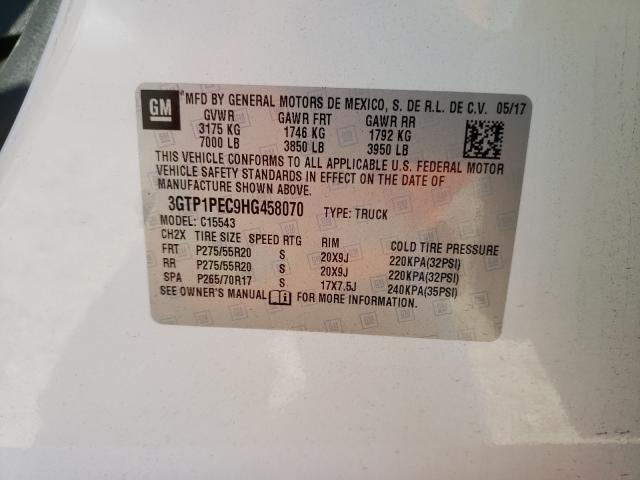 GM
MFD BY GENERAL MOTORS DE MEXICO, S. DE R.L. DE C.V. 05/17
GVWR GAWR FRT GAWR RR
3175 KG 1746 KG 1792 KG
7000 LB 3850 LB 3950 LB
THIS VEHICLE CONFORMS TO ALL APPLICABLE U.S. FEDERAL MOTOR
VEHICLE SAFETY STANDARDS IN EFFECT ON THE DATE OF
MANUFACTURE SHOWN ABOVE.
3GTP1PEC9HG458070 TYPE: TRUCK
MODEL: C15543
CH2X TIRE SIZE SPEED RTG RIM COLD TIRE PRESSURE
FRT P275/55R20 S 20X9J 220KPA(32PSI)
RR P275/55R20 S 20X9J 220KPA(32PSI)
SPA P265/70R17 S 17X7.5J 240KPA(35PSI)
SEE OWNER'S MANUAL FOR MORE INFORMATION.